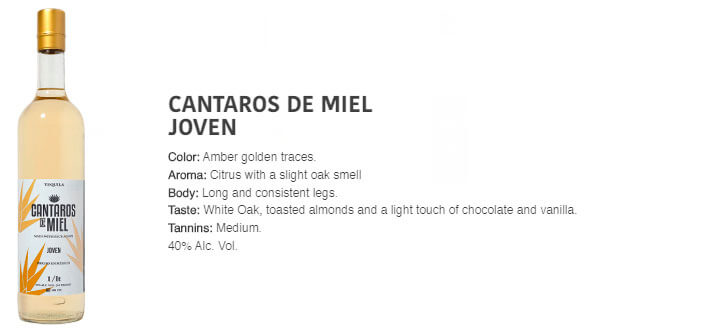 CANTAROS DE MIEL
JOVEN
Color: Amber golden traces.
Aroma: Citrus with a slight oak smell
Body: Long and consistent legs.
Taste: White Oak, toasted almonds and a light touch of chocolate and vanilla.
Tannins: Medium.
40% Alc. Vol.
TEQUILA
CANTAROS
DE MIEL
JOVEN